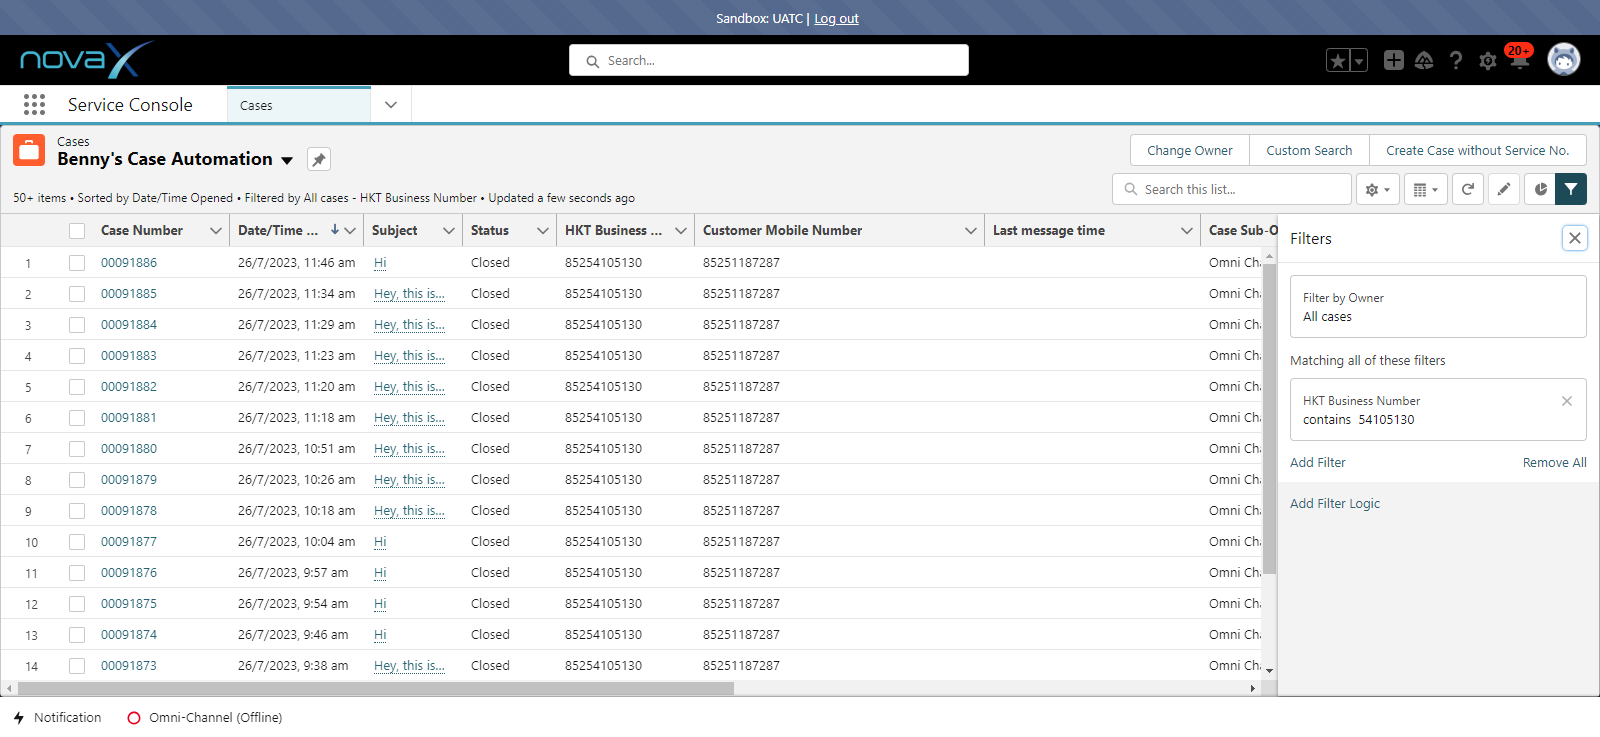 Sandbox: UATC | Log out
novaX
Search...
20+
Service Console
Cases
Cases
Benny's Case Automation
Change Owner
Custom Search
Create Case without Service No.
50+ items • Sorted by Date/Time Opened • Filtered by All cases - HKT Business Number • Updated a few seconds ago
Search this list...
Case Number Date/Time ... Subject Status HKT Business ... Customer Mobile Number Last message time Case Sub-O
1 00091886 26/7/2023, 11:46 am Hi Closed 85254105130 85251187287 Omni Cha
2 00091885 26/7/2023, 11:34 am Hey, this is... Closed 85254105130 85251187287 Omni Cha
3 00091884 26/7/2023, 11:29 am Hey, this is... Closed 85254105130 85251187287 Omni Cha
4 00091883 26/7/2023, 11:23 am Hey, this is... Closed 85254105130 85251187287 Omni Cha
5 00091882 26/7/2023, 11:20 am Hey, this is... Closed 85254105130 85251187287 Omni Cha
6 00091881 26/7/2023, 11:18 am Hey, this is... Closed 85254105130 85251187287 Omni Cha
7 00091880 26/7/2023, 10:51 am Hey, this is... Closed 85254105130 85251187287 Omni Cha
8 00091879 26/7/2023, 10:26 am Hey, this is... Closed 85254105130 85251187287 Omni Cha
9 00091878 26/7/2023, 10:18 am Hey, this is... Closed 85254105130 85251187287 Omni Cha
10 00091877 26/7/2023, 10:04 am Hi Closed 85254105130 85251187287 Omni Cha
11 00091876 26/7/2023, 9:57 am Hi Closed 85254105130 85251187287 Omni Cha
12 00091875 26/7/2023, 9:54 am Hi Closed 85254105130 85251187287 Omni Cha
13 00091874 26/7/2023, 9:46 am Hi Closed 85254105130 85251187287 Omni Cha
14 00091873 26/7/2023, 9:38 am Hey, this is... Closed 85254105130 85251187287 Omni Cha
Filters
Filter by Owner
All cases
Matching all of these filters
HKT Business Number
contains 54105130
Add Filter
Remove All
Add Filter Logic
Notification
Omni-Channel (Offline)